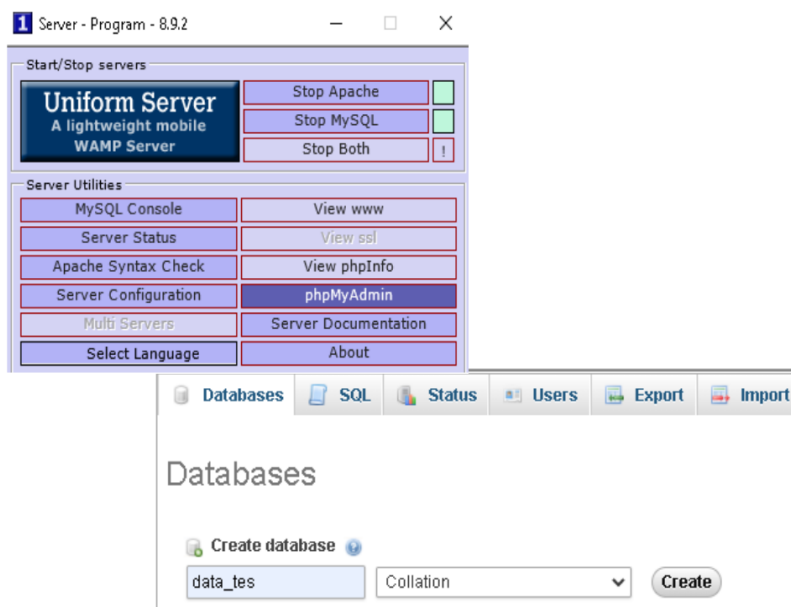 1 Server - Program - 8.9.2
Start/Stop servers
Uniform Server
A lightweight mobile
WAMP Server
Stop Apache
Stop MySQL
Stop Both !
Server Utilities
MySQL Console View www
Server Status View ssl
Apache Syntax Check View phpInfo
Server Configuration phpMyAdmin
Multi Servers Server Documentation
Select Language About
Databases SQL Status Users Export Import
Databases
Create database
data_tes Collation Create